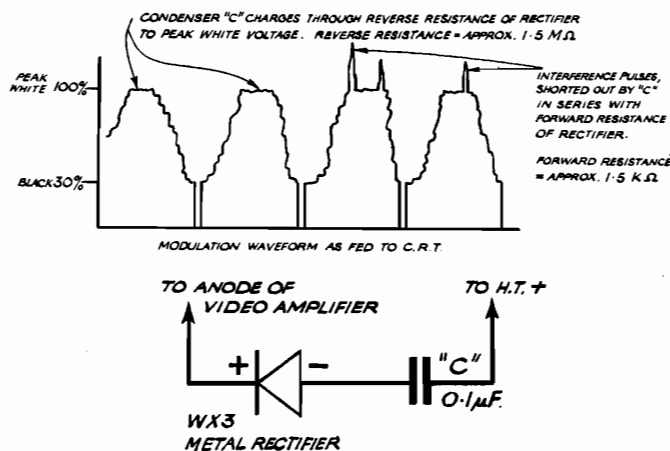 CONDENSER "C" CHARGES THROUGH REVERSE RESISTANCE OF RECTIFIER
TO PEAK WHITE VOLTAGE. REVERSE RESISTANCE = APPROX. 1·5 MΩ
PEAK
WHITE 100%
INTERFERENCE PULSES,
SHORTED OUT BY "C"
IN SERIES WITH
FORWARD RESISTANCE
OF RECTIFIER.
FORWARD RESISTANCE
= APPROX. 1·5 KΩ
BLACK 30%
MODULATION WAVEFORM AS FED TO C.R.T.
TO ANODE OF
VIDEO AMPLIFIER
TO H.T. +
+ −
"C"
0·1μF.
WX3
METAL RECTIFIER